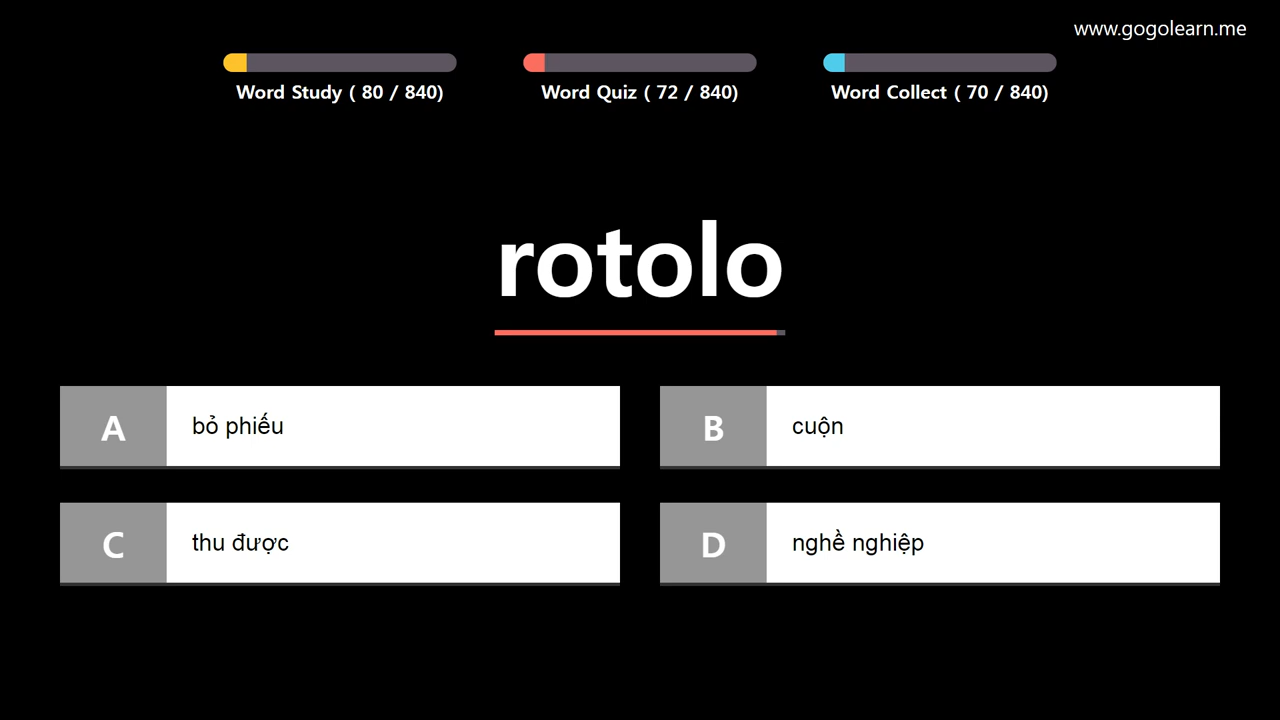 www.gogolearn.me
Word Study ( 80 / 840)
Word Quiz ( 72 / 840)
Word Collect ( 70 / 840)
rotolo
A bỏ phiếu
B cuộn
C thu được
D nghề nghiệp